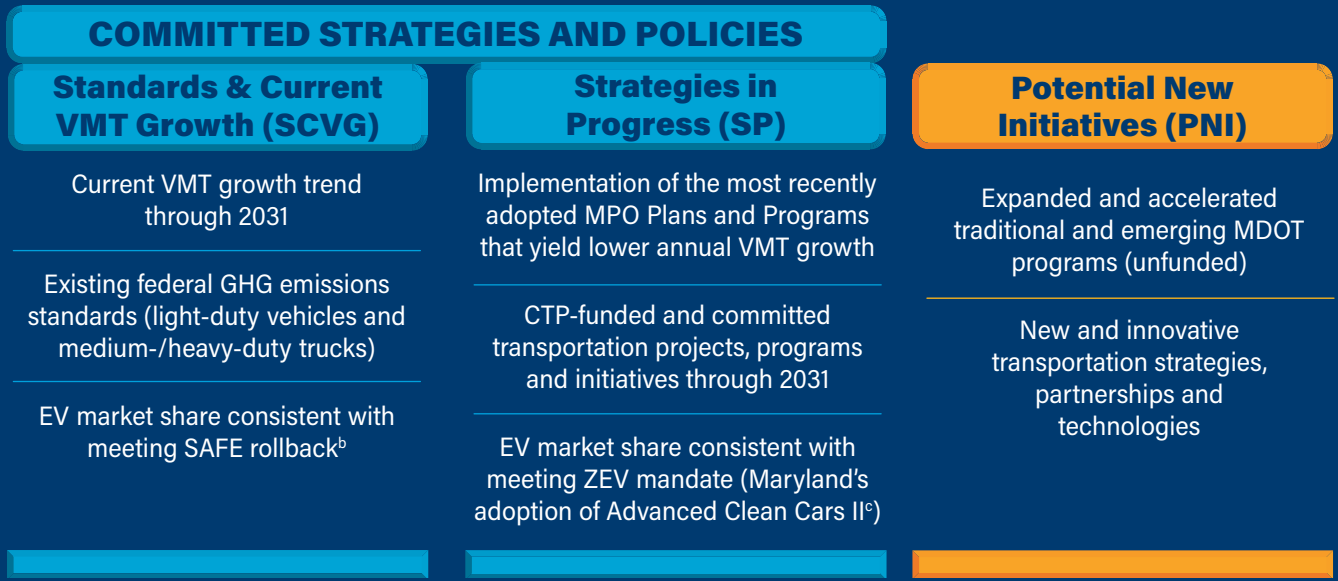 COMMITTED STRATEGIES AND POLICIES
Standards & Current
VMT Growth (SCVG)
Current VMT growth trend
through 2031
Existing federal GHG emissions
standards (light-duty vehicles and
medium-/heavy-duty trucks)
EV market share consistent with
meeting SAFE rollbackᵇ
Strategies in
Progress (SP)
Implementation of the most recently
adopted MPO Plans and Programs
that yield lower annual VMT growth
CTP-funded and committed
transportation projects, programs
and initiatives through 2031
EV market share consistent with
meeting ZEV mandate (Maryland’s
adoption of Advanced Clean Cars IIᶜ)
Potential New
Initiatives (PNI)
Expanded and accelerated
traditional and emerging MDOT
programs (unfunded)
New and innovative
transportation strategies,
partnerships and
technologies